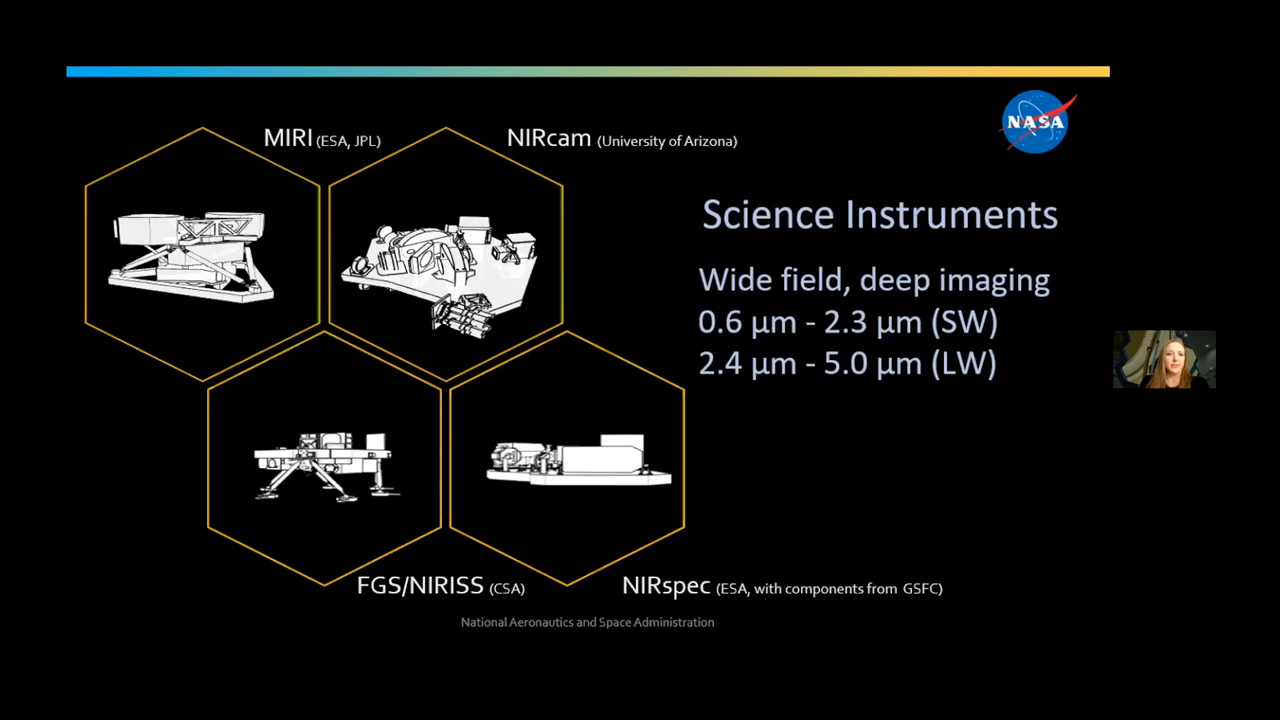 MIRI (ESA, JPL)
NIRcam (University of Arizona)
NASA
Science Instruments
Wide field, deep imaging
0.6 µm - 2.3 µm (SW)
2.4 µm - 5.0 µm (LW)
FGS/NIRISS (CSA)
NIRspec (ESA, with components from GSFC)
National Aeronautics and Space Administration